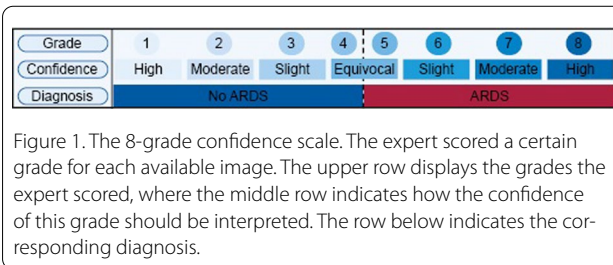 Grade 1 2 3 4 5 6 7 8
Confidence High Moderate Slight Equivocal Slight Moderate High
Diagnosis No ARDS ARDS
Figure 1. The 8-grade confidence scale. The expert scored a certain
grade for each available image. The upper row displays the grades the
expert scored, where the middle row indicates how the confidence
of this grade should be interpreted. The row below indicates the cor-
responding diagnosis.